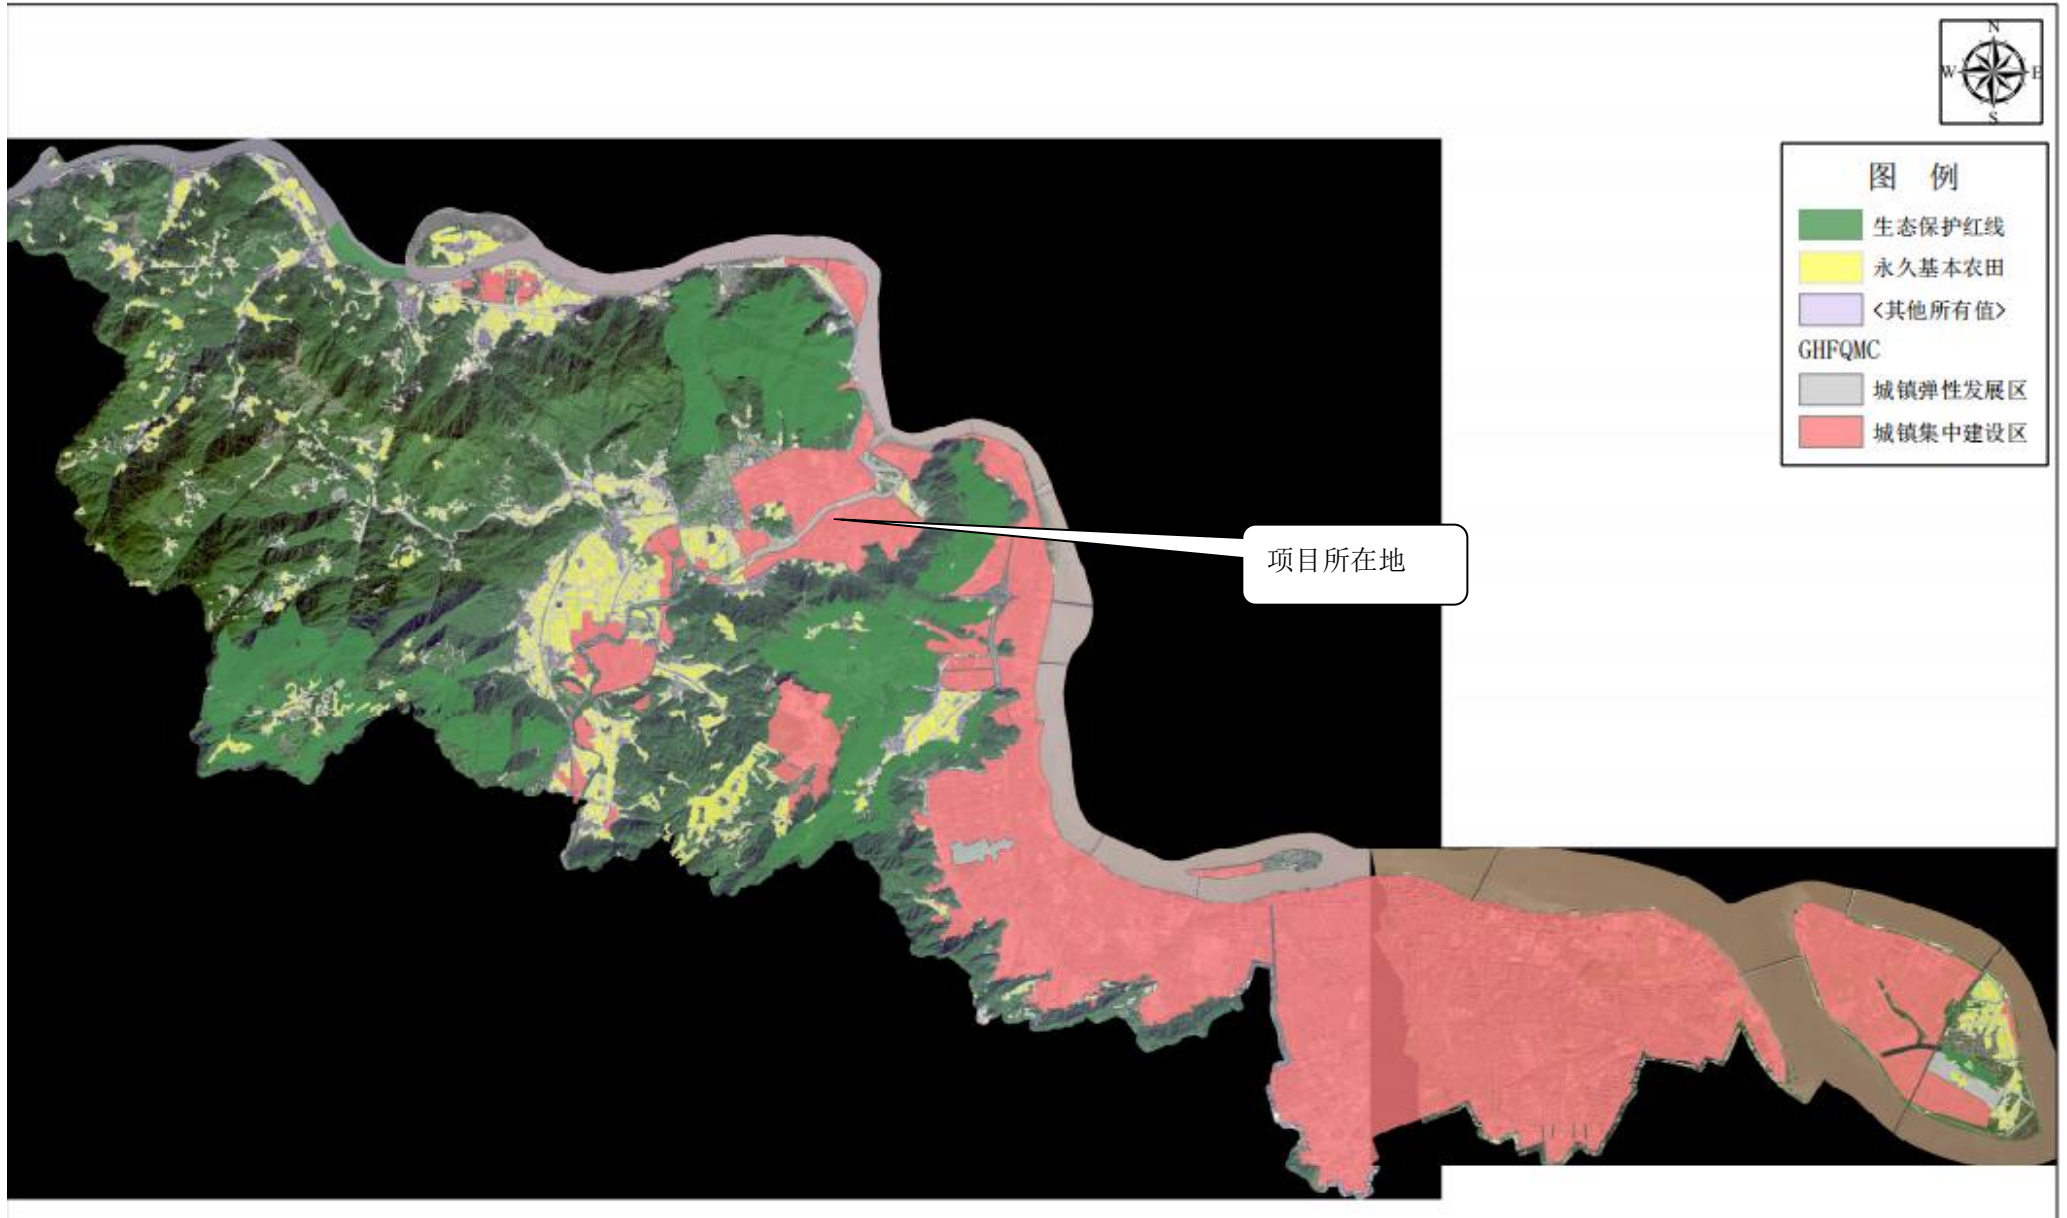 N
W
E
S
图 例
生态保护红线
永久基本农田
<其他所有值>
GHFQMC
城镇弹性发展区
城镇集中建设区
项目所在地